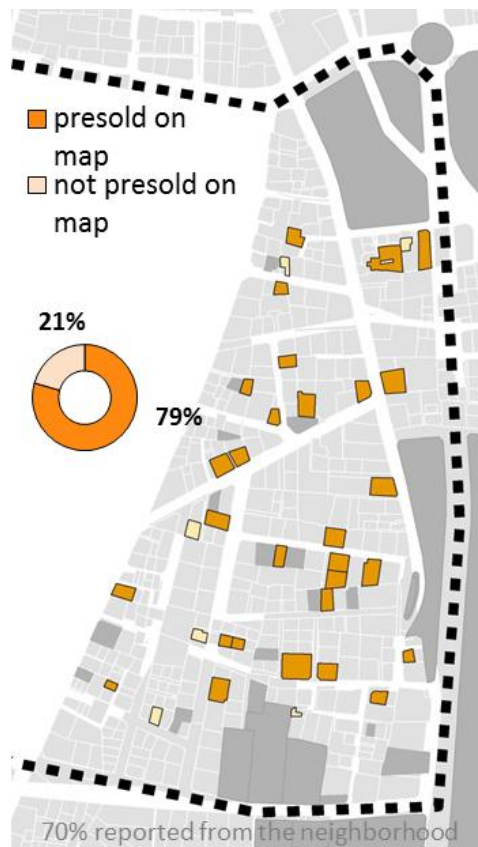 presold on
map
not presold on
map
21%
79%
70% reported from the neighborhood